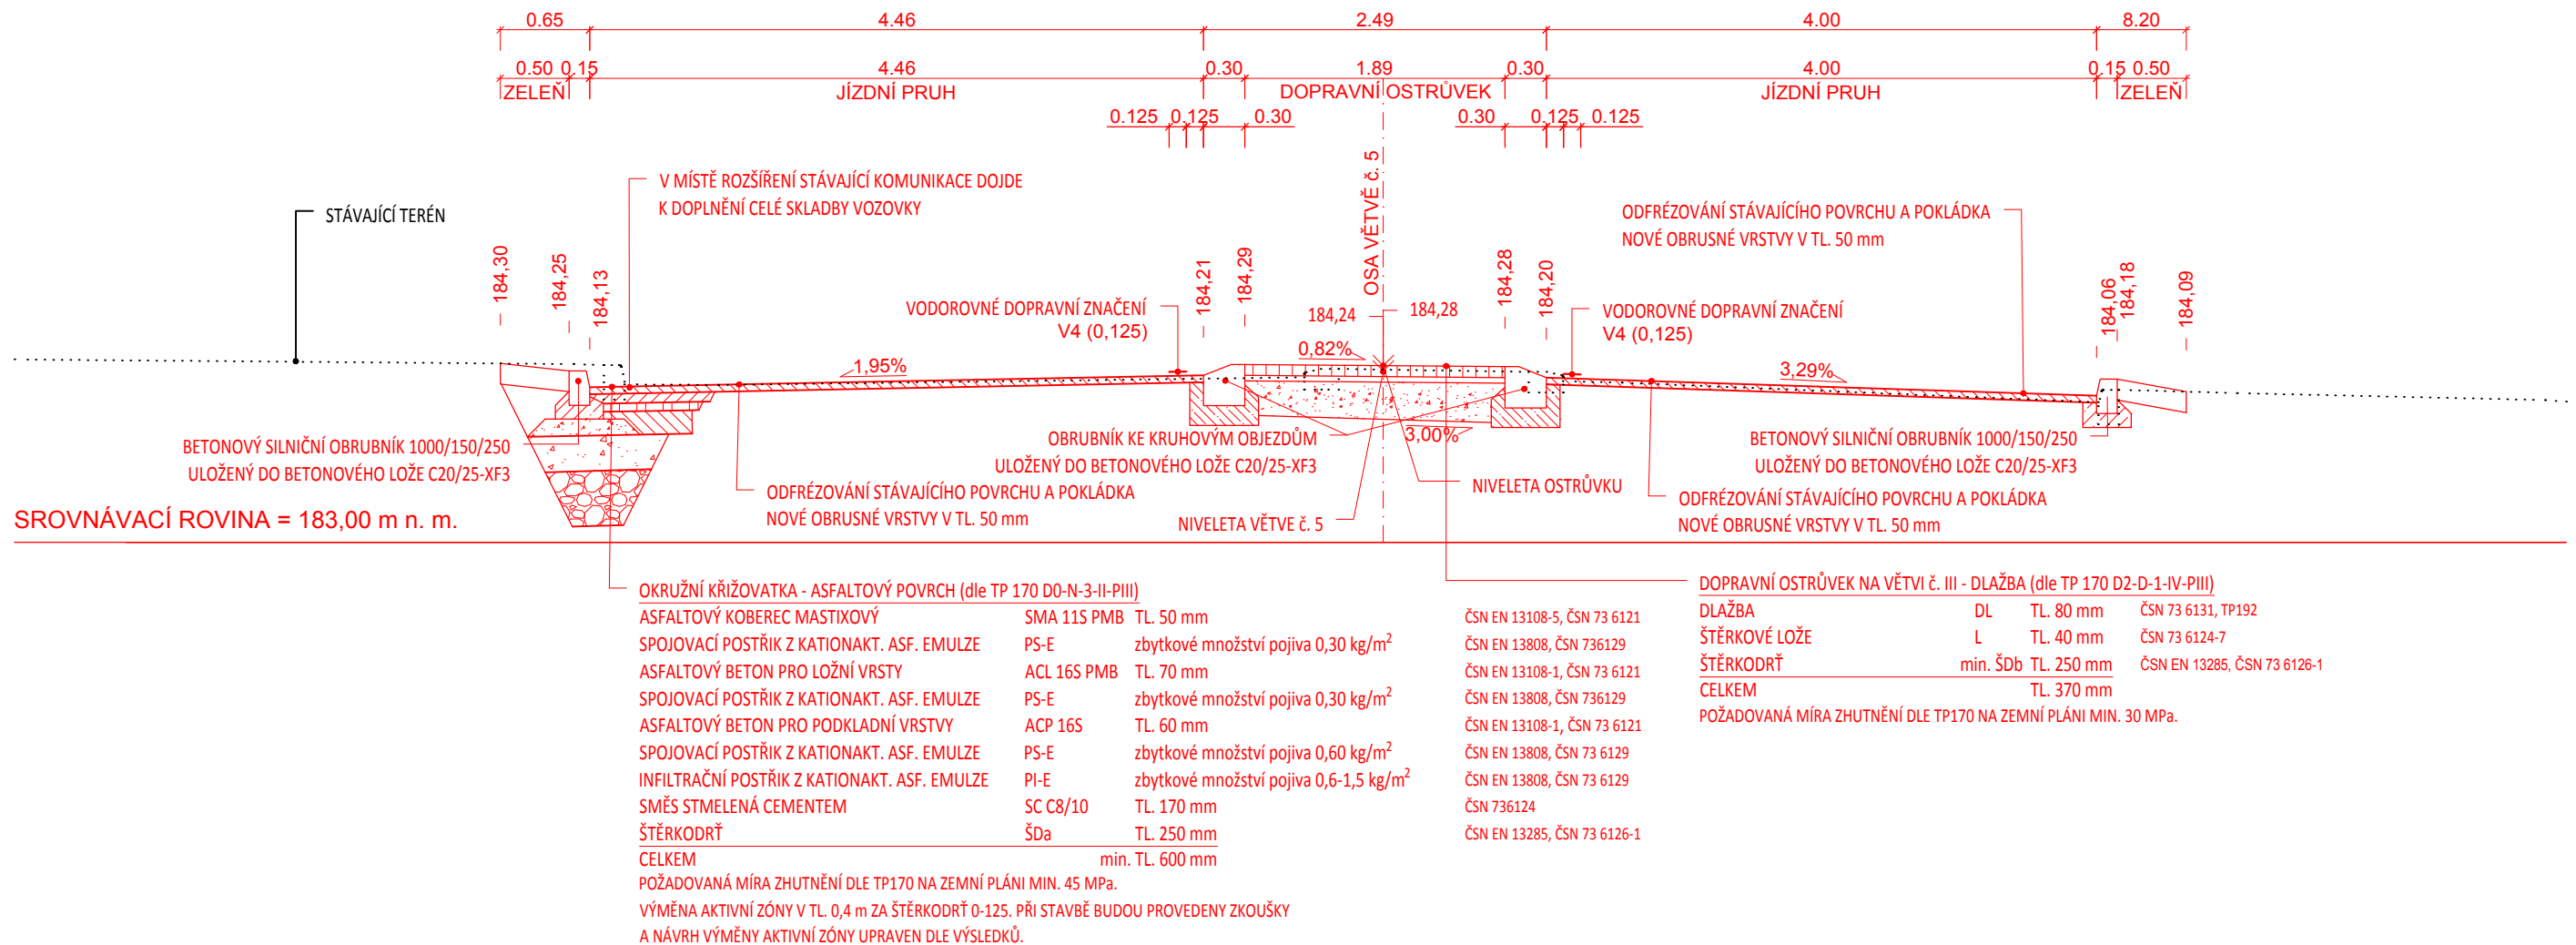 0.65 4.46 2.49 4.00 8.20
0.50 0.15 4.46 0.30 1.89 0.30 4.00 0.15 0.50
ZELEŇ JÍZDNÍ PRUH DOPRAVNÍ OSTRŮVEK JÍZDNÍ PRUH ZELEŇ
0.125 0.125 0.30 0.30 0.125 0.125
OSA VĚTVĚ č. 5
V MÍSTĚ ROZŠÍŘENÍ STÁVAJÍCÍ KOMUNIKACE DOJDE
K DOPLNĚNÍ CELÉ SKLADBY VOZOVKY
STÁVAJÍCÍ TERÉN
ODFRÉZOVÁNÍ STÁVAJÍCÍHO POVRCHU A POKLÁDKA
NOVÉ OBRUSNÉ VRSTVY V TL. 50 mm
184,30 184,25 184,13 184,21 184,29 184,28 184,20 184,06 184,18 184,09
VODOROVNÉ DOPRAVNÍ ZNAČENÍ
V4 (0,125)
184,24 184,28
VODOROVNÉ DOPRAVNÍ ZNAČENÍ
V4 (0,125)
1,95% 0,82% 3,29%
3,00%
BETONOVÝ SILNIČNÍ OBRUBNÍK 1000/150/250
ULOŽENÝ DO BETONOVÉHO LOŽE C20/25-XF3
OBRUBNÍK KE KRUHOVÝM OBJEZDŮM
ULOŽENÝ DO BETONOVÉHO LOŽE C20/25-XF3
BETONOVÝ SILNIČNÍ OBRUBNÍK 1000/150/250
ULOŽENÝ DO BETONOVÉHO LOŽE C20/25-XF3
ODFRÉZOVÁNÍ STÁVAJÍCÍHO POVRCHU A POKLÁDKA
NOVÉ OBRUSNÉ VRSTVY V TL. 50 mm
NIVELETA OSTRŮVKU
NIVELETA VĚTVE č. 5
ODFRÉZOVÁNÍ STÁVAJÍCÍHO POVRCHU A POKLÁDKA
NOVÉ OBRUSNÉ VRSTVY V TL. 50 mm
SROVNÁVACÍ ROVINA = 183,00 m n. m.
OKRUŽNÍ KŘIŽOVATKA - ASFALTOVÝ POVRCH (dle TP 170 D0-N-3-II-PIII)
ASFALTOVÝ KOBEREC MASTIXOVÝ SMA 11S PMB TL. 50 mm ČSN EN 13108-5, ČSN 73 6121
SPOJOVACÍ POSTŘIK Z KATIONAKT. ASF. EMULZE PS-E zbytkové množství pojiva 0,30 kg/m² ČSN EN 13808, ČSN 736129
ASFALTOVÝ BETON PRO LOŽNÍ VRSTY ACL 16S PMB TL. 70 mm ČSN EN 13108-1, ČSN 73 6121
SPOJOVACÍ POSTŘIK Z KATIONAKT. ASF. EMULZE PS-E zbytkové množství pojiva 0,30 kg/m² ČSN EN 13808, ČSN 736129
ASFALTOVÝ BETON PRO PODKLADNÍ VRSTVY ACP 16S TL. 60 mm ČSN EN 13108-1, ČSN 73 6121
SPOJOVACÍ POSTŘIK Z KATIONAKT. ASF. EMULZE PS-E zbytkové množství pojiva 0,60 kg/m² ČSN EN 13808, ČSN 73 6129
INFILTRAČNÍ POSTŘIK Z KATIONAKT. ASF. EMULZE PI-E zbytkové množství pojiva 0,6-1,5 kg/m² ČSN EN 13808, ČSN 73 6129
SMĚS STMELENÁ CEMENTEM SC C8/10 TL. 170 mm ČSN 736124
ŠTĚRKODRŤ ŠDa TL. 250 mm ČSN EN 13285, ČSN 73 6126-1
CELKEM min. TL. 600 mm
POŽADOVANÁ MÍRA ZHUTNĚNÍ DLE TP170 NA ZEMNÍ PLÁNI MIN. 45 MPa.
VÝMĚNA AKTIVNÍ ZÓNY V TL. 0,4 m ZA ŠTĚRKODRŤ 0-125. PŘI STAVBĚ BUDOU PROVEDENY ZKOUŠKY
A NÁVRH VÝMĚNY AKTIVNÍ ZÓNY UPRAVEN DLE VÝSLEDKŮ.
DOPRAVNÍ OSTRŮVEK NA VĚTVI č. III - DLAŽBA (dle TP 170 D2-D-1-IV-PIII)
DLAŽBA DL TL. 80 mm ČSN 73 6131, TP192
ŠTĚRKOVÉ LOŽE L TL. 40 mm ČSN 73 6124-7
ŠTĚRKODRŤ min. ŠDb TL. 250 mm ČSN EN 13285, ČSN 73 6126-1
CELKEM TL. 370 mm
POŽADOVANÁ MÍRA ZHUTNĚNÍ DLE TP170 NA ZEMNÍ PLÁNI MIN. 30 MPa.